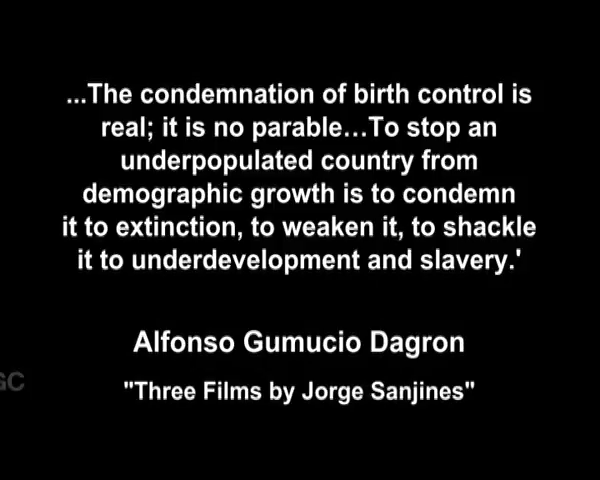 ...The condemnation of birth control is
real; it is no parable...To stop an
underpopulated country from
demographic growth is to condemn
it to extinction, to weaken it, to shackle
it to underdevelopment and slavery.'
Alfonso Gumucio Dagron
GC
"Three Films by Jorge Sanjines"